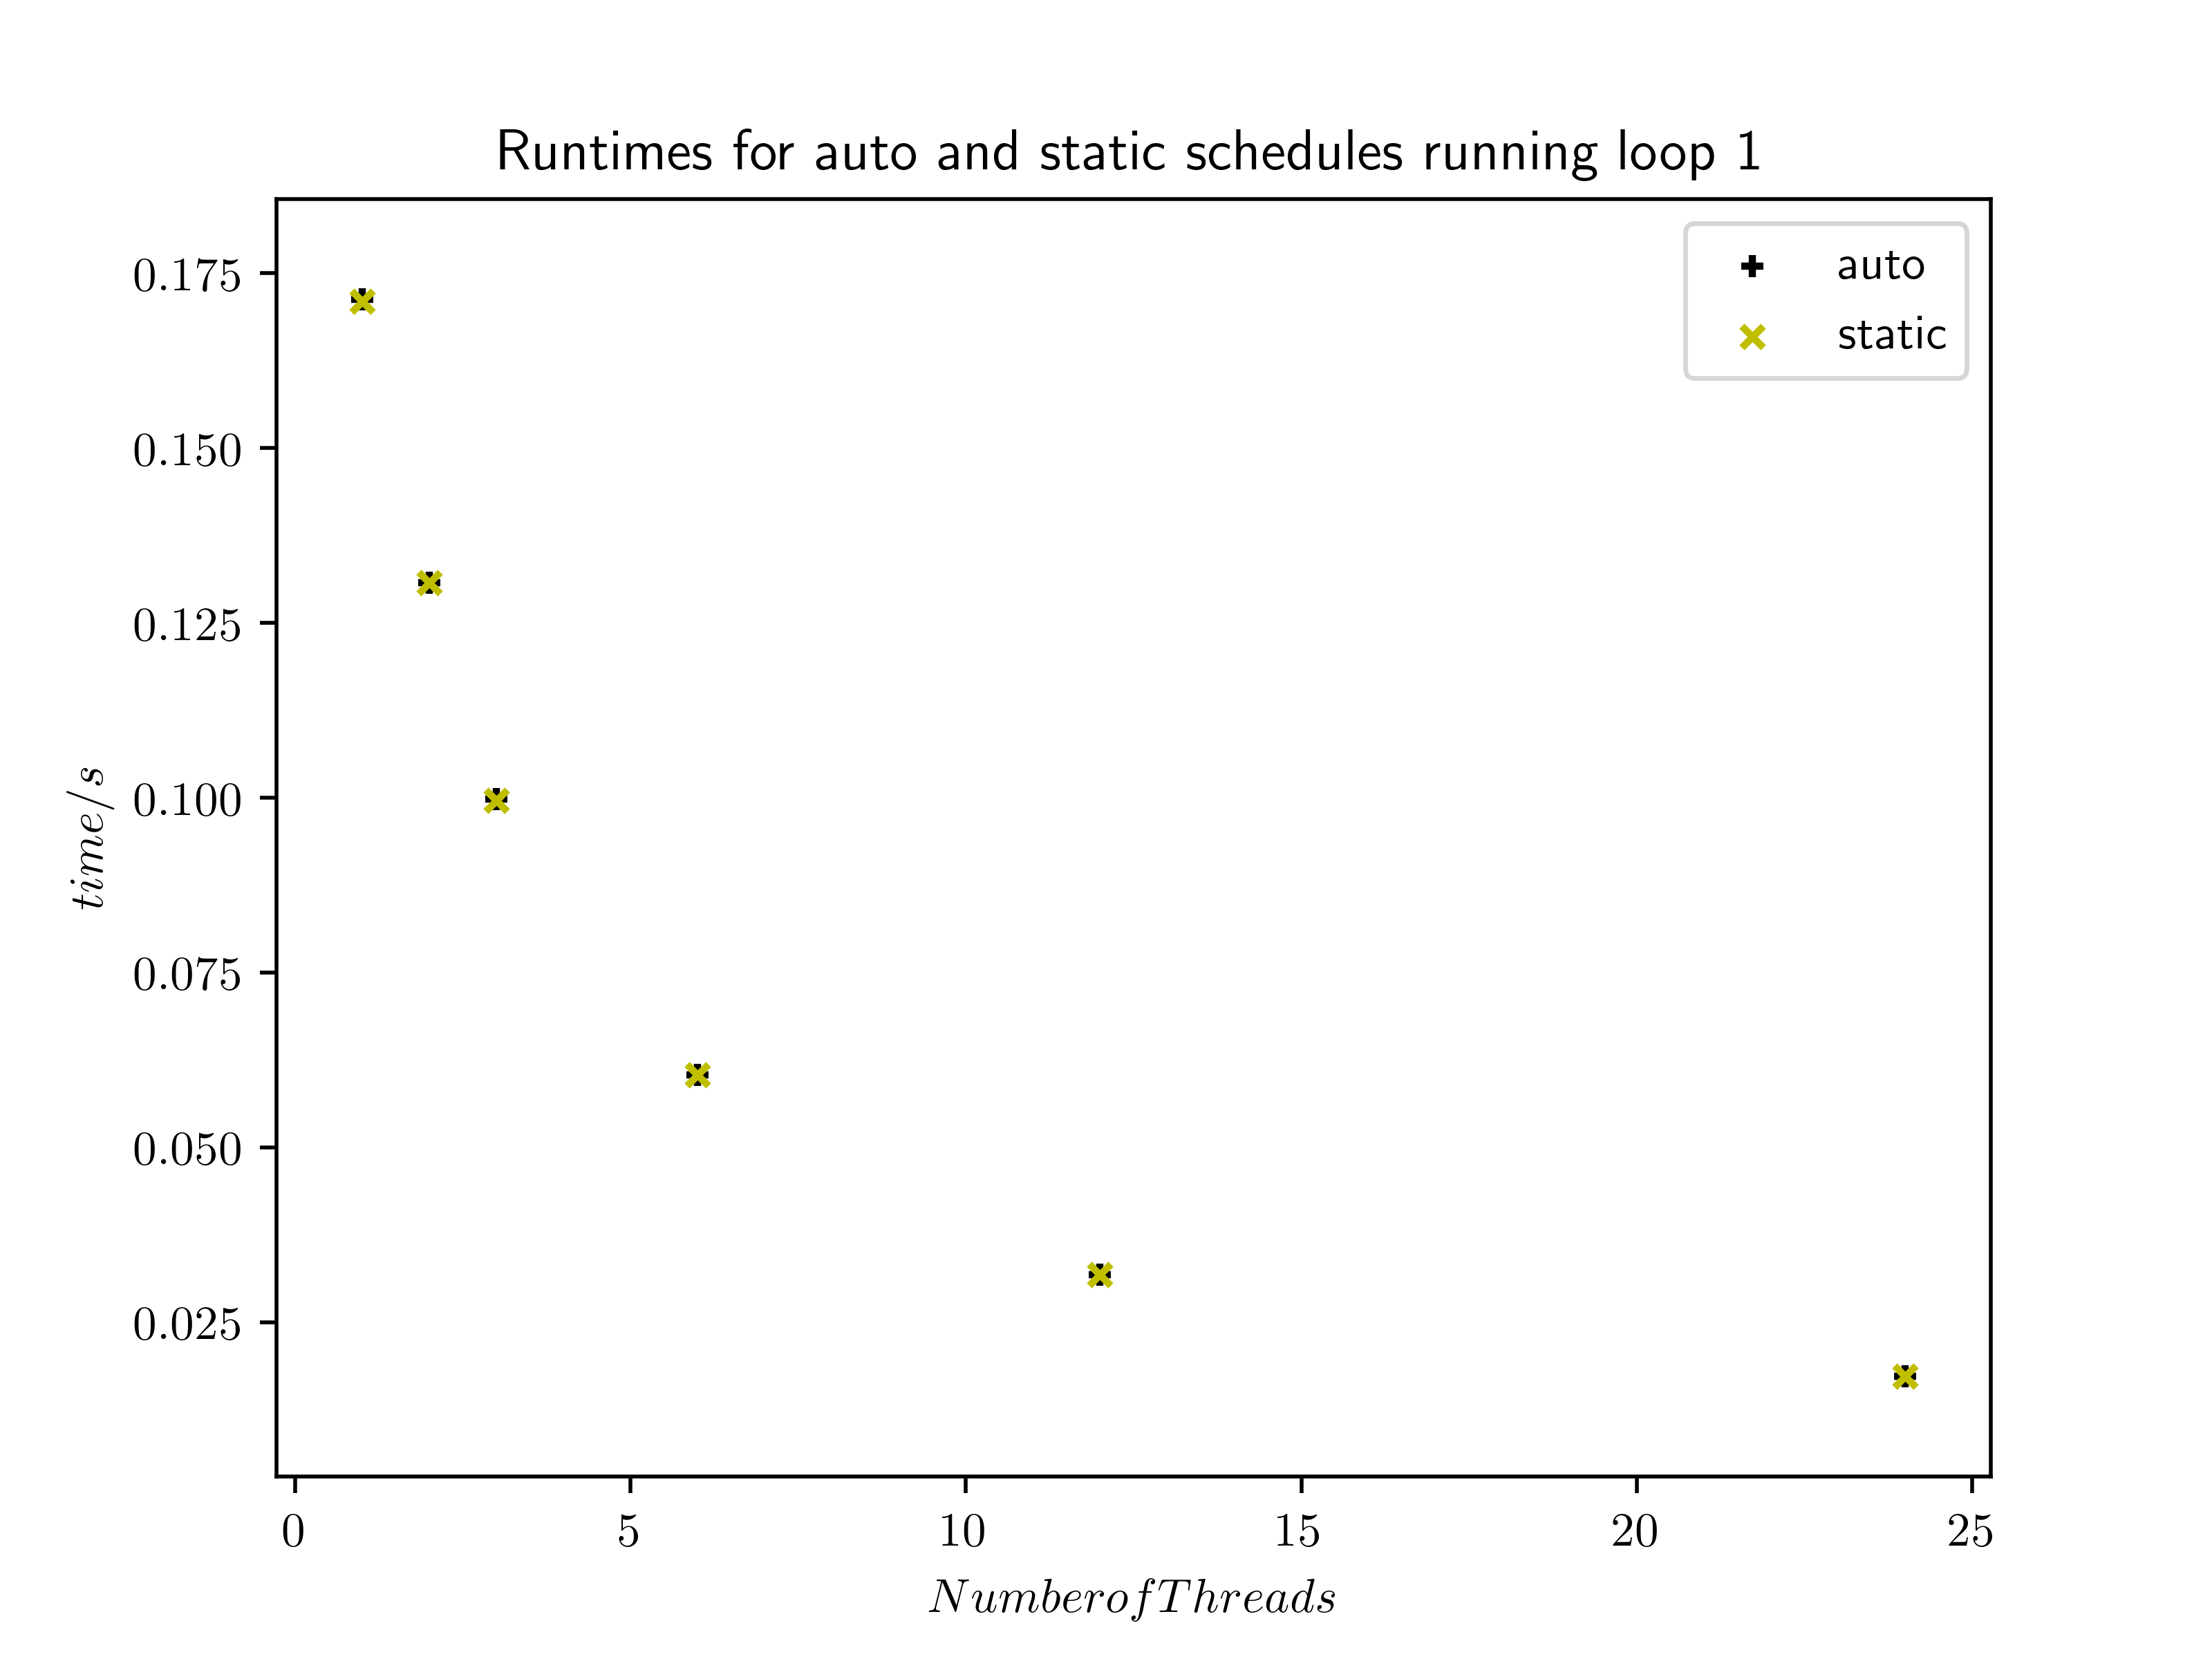 Runtimes for auto and static schedules running loop 1
auto
static
0.175
0.150
0.125
0.100
0.075
0.050
0.025
time/s
0 5 10 15 20 25
NumberofThreads